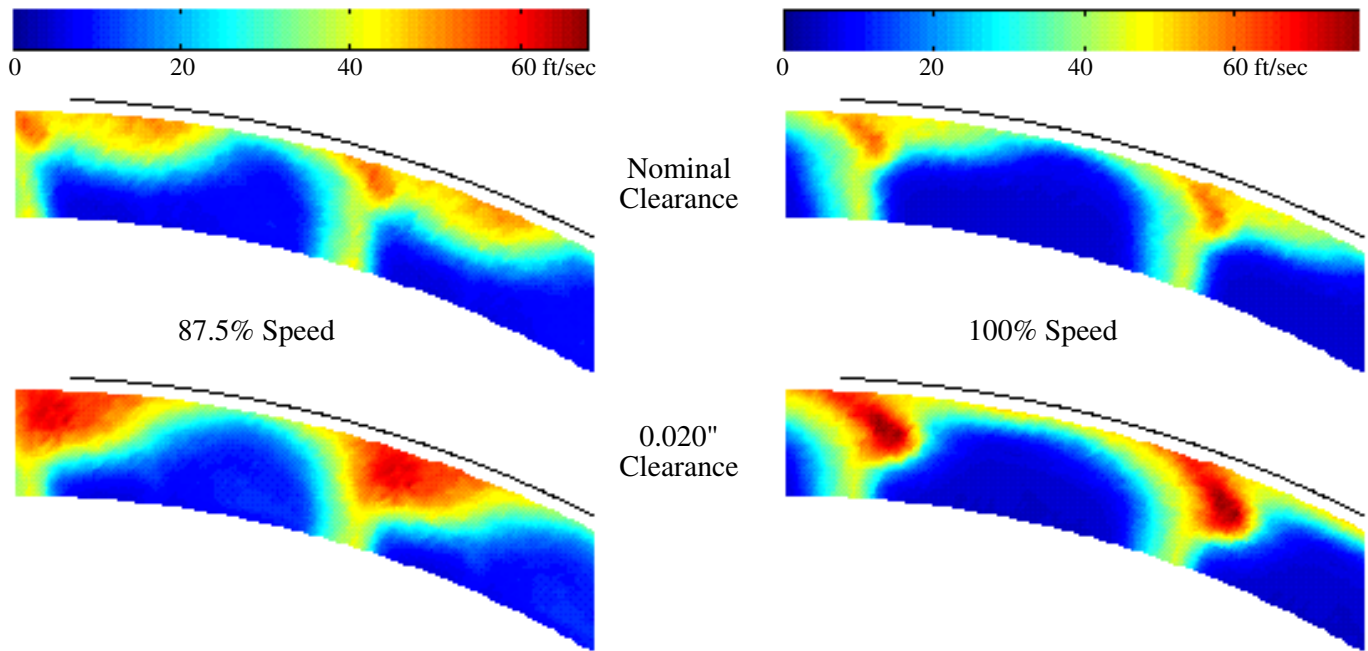 0 20 40 60 ft/sec
0 20 40 60 ft/sec
Nominal
Clearance
87.5% Speed
100% Speed
0.020"
Clearance